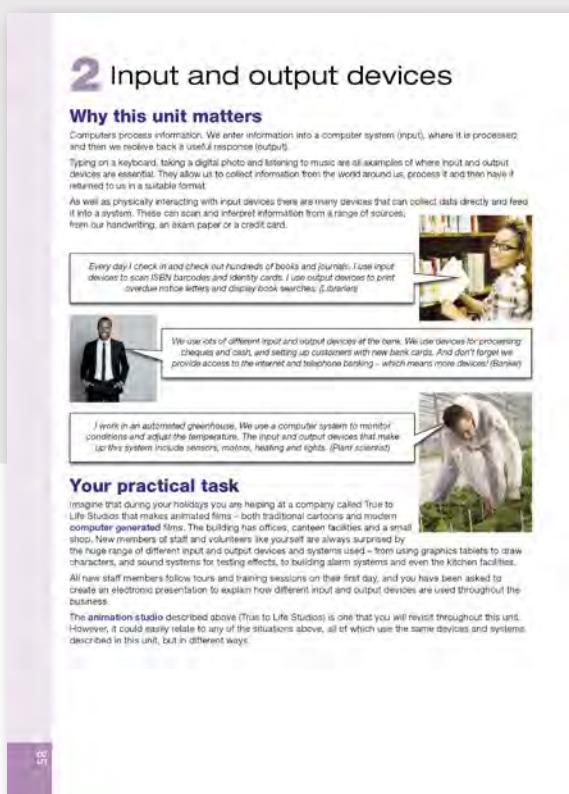 2 Input and output devices
Why this unit matters
Computers process information. We enter information into a computer system (input), where it is processed,
and then we receive back a useful response (output).
Typing on a keyboard, taking a digital photo and listening to music are all examples of where input and output
devices are essential. They allow us to collect information from the world around us, process it and then have it
returned to us in a suitable format.
As well as physically interacting with input devices there are many devices that can collect data directly and feed
it into a system. These can scan and interpret information from a range of sources,
from our handwriting, an exam paper or a credit card.
Every day I check in and check out hundreds of books and journals. I use input
devices to scan ISBN barcodes and identity cards. I use output devices to print
overdue notice letters and display book searches. (Librarian)
We use lots of different input and output devices at the bank. We use devices for processing
cheques and cash, and setting up customers with new bank cards. And don't forget we
provide access to the internet and telephone banking – which means more devices! (Banker)
I work in an automated greenhouse. We use a computer system to monitor
conditions and adjust the temperature. The input and output devices that make
up this system include sensors, motors, heating and lights. (Plant scientist)
Your practical task
Imagine that during your holidays you are helping at a company called True to
Life Studios that makes animated films – both traditional cartoons and modern
computer generated films. The building has offices, canteen facilities and a small
shop. New members of staff and volunteers like yourself are always surprised by
the huge range of different input and output devices and systems used – from using graphics tablets to draw
characters, and sound systems for testing effects, to building alarm systems and even the kitchen facilities.
All new staff members follow tours and training sessions on their first day, and you have been asked to
create an electronic presentation to explain how different input and output devices are used throughout the
business.
The animation studio described above (True to Life Studios) is one that you will revisit throughout this unit.
However, it could easily relate to any of the situations above, all of which use the same devices and systems
described in this unit, but in different ways.